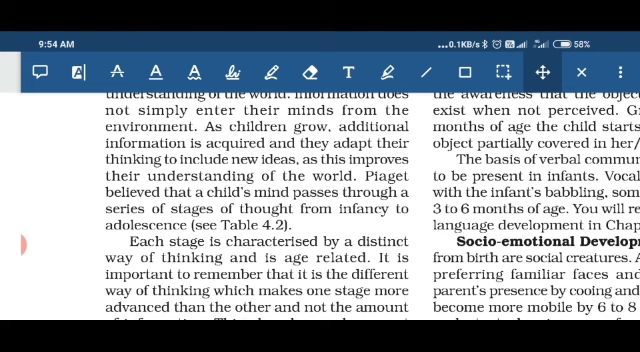 9:54 AM
...0.1KB/s 58%
T
understanding of the world. Information does
not simply enter their minds from the
environment. As children grow, additional
information is acquired and they adapt their
thinking to include new ideas, as this improves
their understanding of the world. Piaget
believed that a child's mind passes through a
series of stages of thought from infancy to
adolescence (see Table 4.2).
Each stage is characterised by a distinct
way of thinking and is age related. It is
important to remember that it is the different
way of thinking which makes one stage more
advanced than the other and not the amount
the awareness that the objec
exist when not perceived. G
months of age the child starts
object partially covered in her/
The basis of verbal commun
to be present in infants. Vocal
with the infant's babbling, som
3 to 6 months of age. You will re
language development in Chap
Socio-emotional Develop
from birth are social creatures. A
preferring familiar faces and
parent's presence by cooing and
become more mobile by 6 to 8